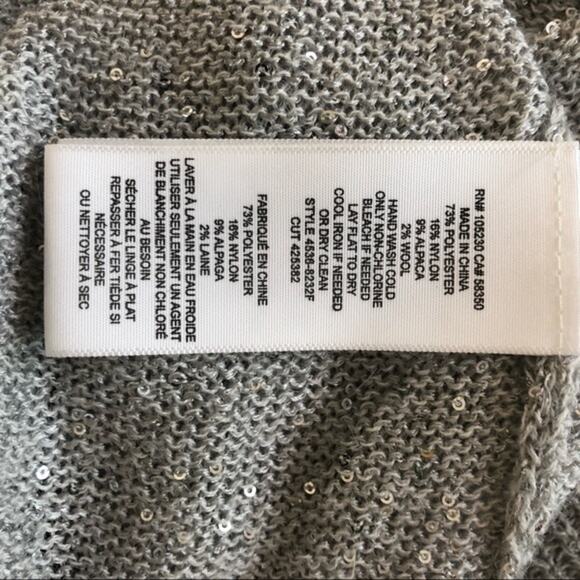 RN# 105230 CA# 58350
MADE IN CHINA
73% POLYESTER
16% NYLON
9% ALPACA
2% WOOL
HAND WASH COLD
ONLY NON-CHLORINE
BLEACH IF NEEDED
LAY FLAT TO DRY
COOL IRON IF NEEDED
OR DRY CLEAN
STYLE 4536-8232F
CUT 425382
FABRIQUÉ EN CHINE
73% POLYESTER
16% NYLON
9% ALPAGA
2% LAINE
LAVER À LA MAIN EN EAU FROIDE
UTILISER SEULEMENT UN AGENT
DE BLANCHIMENT NON CHLORÉ
AU BESOIN
SÉCHER LE LINGE À PLAT
REPASSER À FER TIÈDE SI
NÉCESSAIRE
OU NETTOYER À SEC